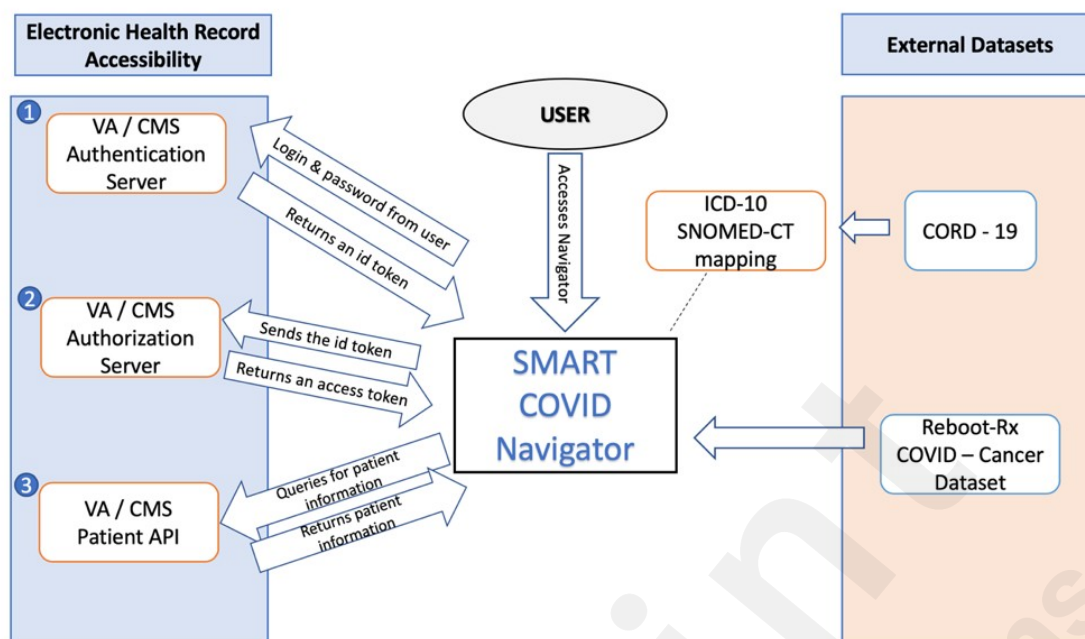 Electronic Health Record
Accessibility
External Datasets
1
VA / CMS
Authentication
Server
Login & password from user
Returns an id token
USER
Accesses Navigator
ICD-10
SNOMED-CT
mapping
CORD - 19
2
VA / CMS
Authorization
Server
Sends the id token
Returns an access token
SMART
COVID
Navigator
Reboot-Rx
COVID – Cancer
Dataset
3
VA / CMS
Patient API
Queries for patient
information
Returns patient
information